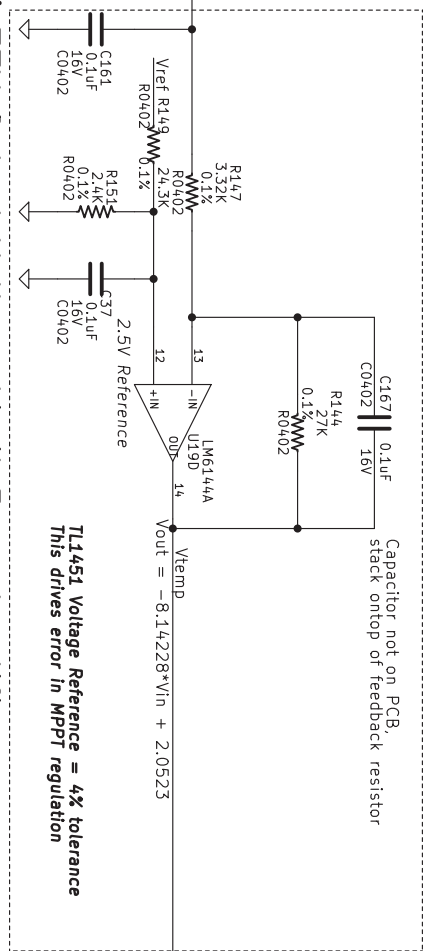 Capacitor not on PCB,
stack ontop of feedback resistor
C167
C0402
0.1uF
16V
R144
27K
0.1%
R0402
R147
3.32K
0.1%
R0402
13
-IN
12
+IN
OUT
LM6144A
U19D
14
Vtemp
Vout = -8.14228*Vin + 2.0523
Vref
R149
R0402
24.3K
0.1%
2.5V Reference
C161
0.1uF
16V
C0402
R151
2.4K
0.1%
R0402
C37
0.1uF
16V
C0402
TL1451 Voltage Reference = 4% tolerance
This drives error in MPPT regulation